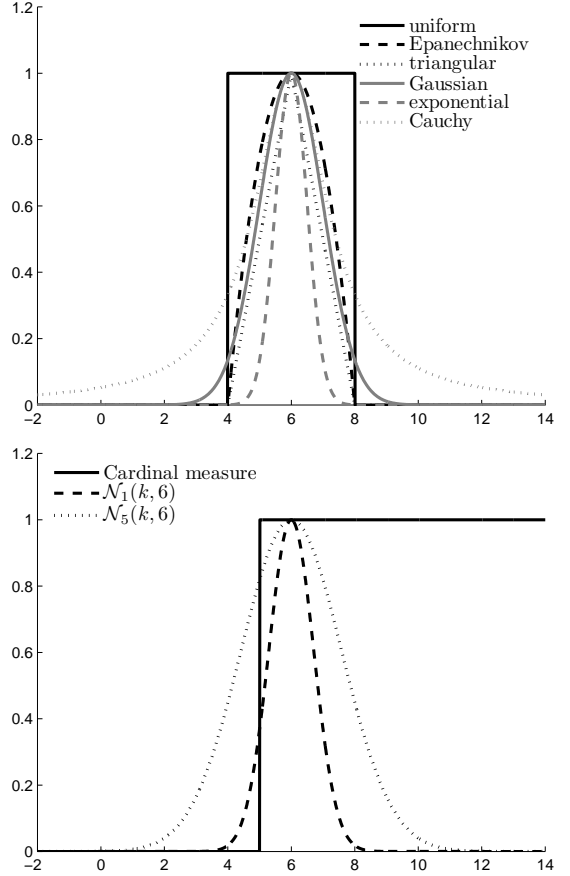 1.2
uniform
Epanechnikov
triangular
Gaussian
exponential
Cauchy
1
0.8
0.6
0.4
0.2
0
−2 0 2 4 6 8 10 12 14
1.2
Cardinal measure
𝒩₁(k, 6)
𝒩₅(k, 6)
1
0.8
0.6
0.4
0.2
0
−2 0 2 4 6 8 10 12 14